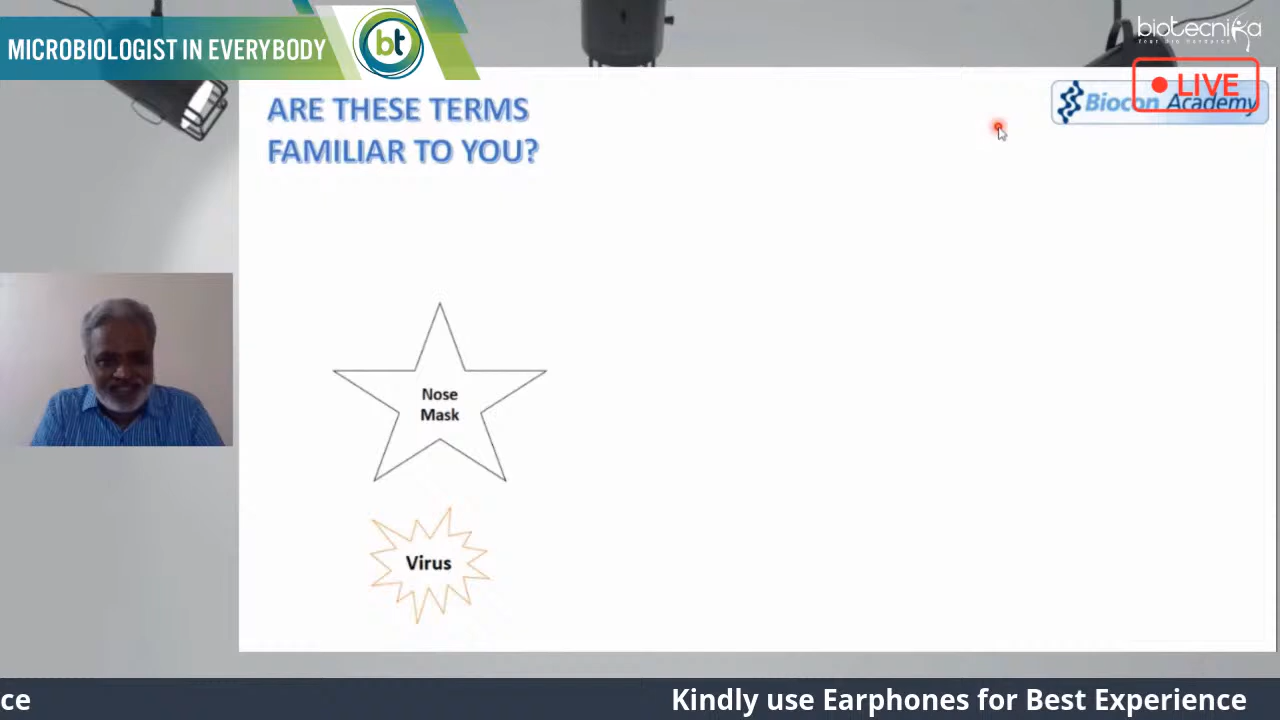 MICROBIOLOGIST IN EVERYBODY
bt
biotecnika
LIVE
Biocon Academy
ARE THESE TERMS
FAMILIAR TO YOU?
Nose
Mask
Virus
ce
Kindly use Earphones for Best Experience